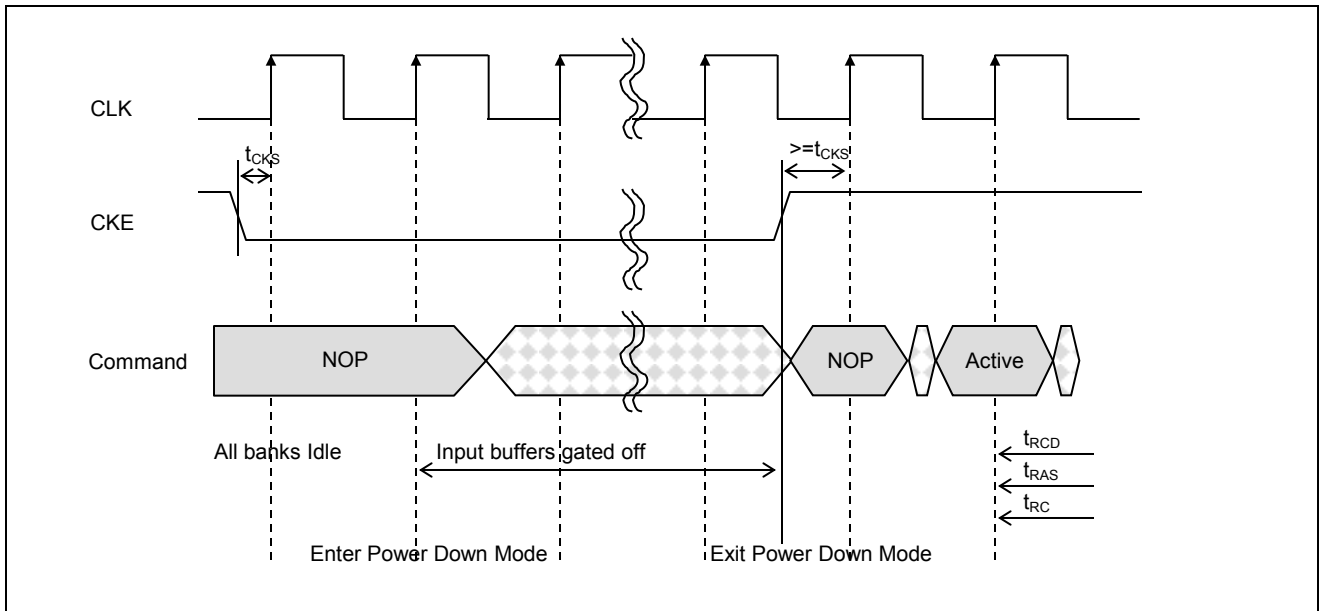 CLK
tCKS
>=tCKS
CKE
Command
NOP
NOP
Active
All banks Idle
Input buffers gated off
tRCD
tRAS
tRC
Enter Power Down Mode
Exit Power Down Mode